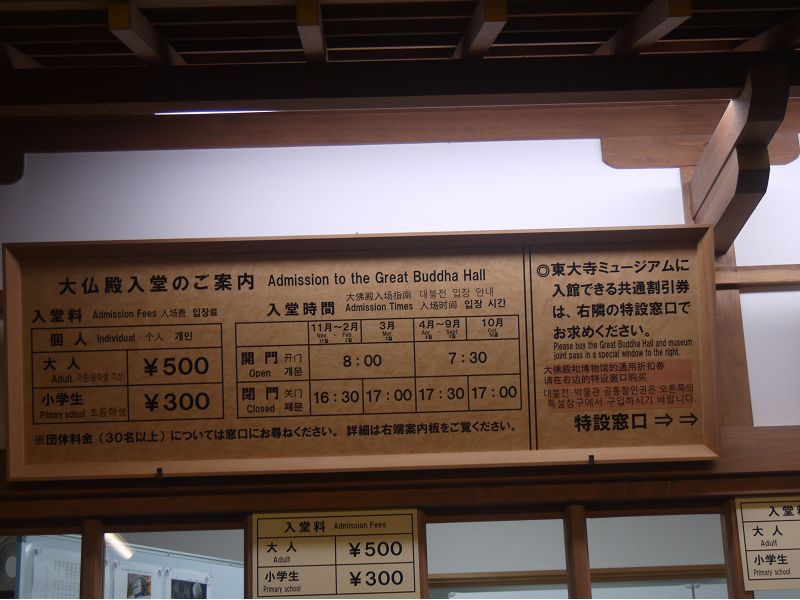 大仏殿入堂のご案内 Admission to the Great Buddha Hall
大佛殿入场指南 대불전 입장 안내
入堂料 Admission Fees 入场费 입장료
個人 Individual 个人 개인
大人 ¥500
Adult 어른(중학생 이상)
小学生 ¥300
Primary school 초등학생
入堂時間 Admission Times 入场时间 입장 시간
11月～2月 3月 4月～9月 10月
Nov - Feb Mar Apr - Sept Oct
開門 开门 8:00 7:30
Open 개문
閉門 关门 16:30 17:00 17:30 17:00
Closed 폐문
※団体料金(30名以上)については窓口にお尋ねください。詳細は右端案内板をご覧ください。
◎東大寺ミュージアムに
入館できる共通割引券
は、右隣の特設窓口で
お求めください。
Please buy the Great Buddha Hall and museum
joint pass in a special window to the right.
大佛殿和博物馆的通用折扣券
请在右边的特设窗口购买
대불전·박물관 공통할인권은 오른쪽의
특설창구에서 구입하시기 바랍니다.
特設窓口⇒⇒
入堂料 Admission Fees
大人 ¥500
Adult
小学生 ¥300
Primary school
入堂料
大人
Adult
小学生
Primary school